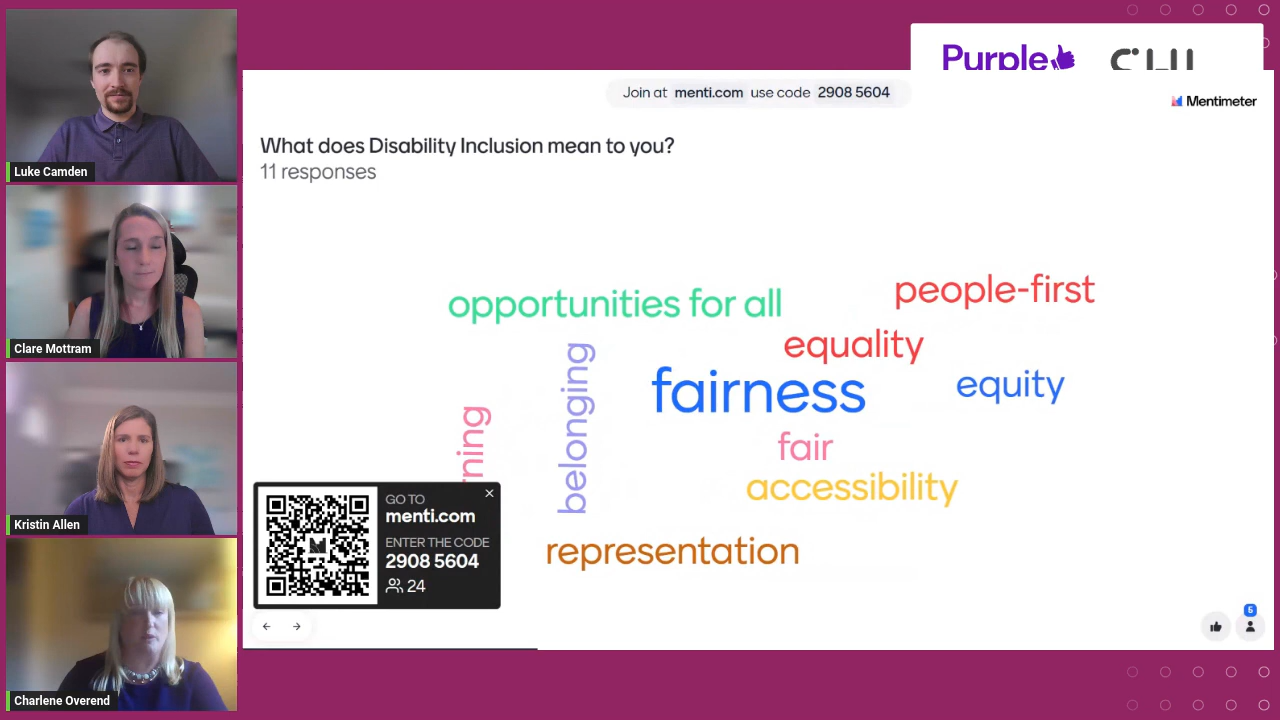 Luke Camden
Clare Mottram
Kristin Allen
Charlene Overend
Purple
Join at menti.com use code 2908 5604
Mentimeter
What does Disability Inclusion mean to you?
11 responses
opportunities for all
people-first
equality
belonging
fairness
equity
fair
accessibility
representation
GO TO
menti.com
ENTER THE CODE
2908 5604
24
5